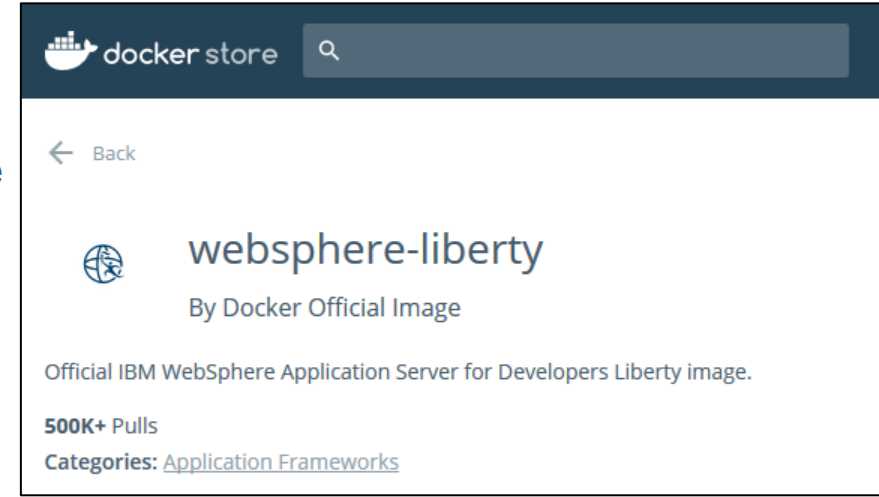 docker store
Back
websphere-liberty
By Docker Official Image
Official IBM WebSphere Application Server for Developers Liberty image.
500K+ Pulls
Categories: Application Frameworks